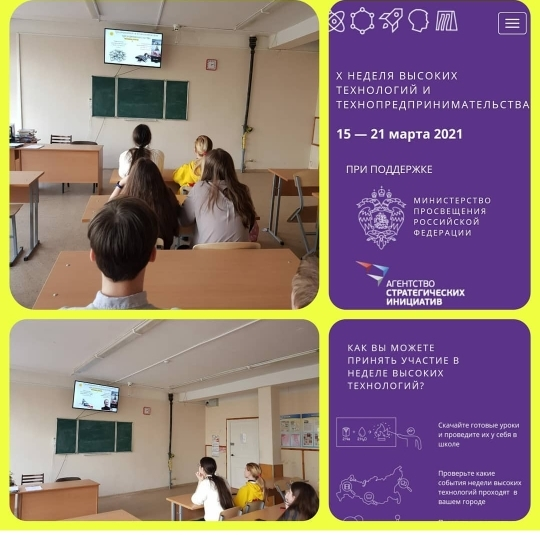 X НЕДЕЛЯ ВЫСОКИХ
ТЕХНОЛОГИЙ И
ТЕХНОПРЕДПРИНИМАТЕЛЬСТВА
15 — 21 марта 2021
ПРИ ПОДДЕРЖКЕ
МИНИСТЕРСТВО
ПРОСВЕЩЕНИЯ
РОССИЙСКОЙ
ФЕДЕРАЦИИ
АГЕНТСТВО
СТРАТЕГИЧЕСКИХ
ИНИЦИАТИВ
КАК ВЫ МОЖЕТЕ
ПРИНЯТЬ УЧАСТИЕ В
НЕДЕЛЕ ВЫСОКИХ
ТЕХНОЛОГИЙ?
Скачайте готовые уроки
и проведите их у себя в
школе
Проверьте какие
события недели высоких
технологий проходят в
вашем городе